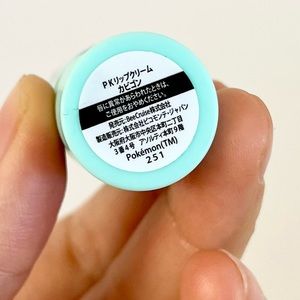 PKリップクリーム
カビゴン
唇に異常があらわれたときは、
ご使用をおやめください。
発売元:BeeCruise株式会社
製造販売元:株式会社ピコモンテ・ジャパン
大阪府大阪市中央区本町二丁目
3番4号 アソルティ本町9階
Pokémon(TM)
251